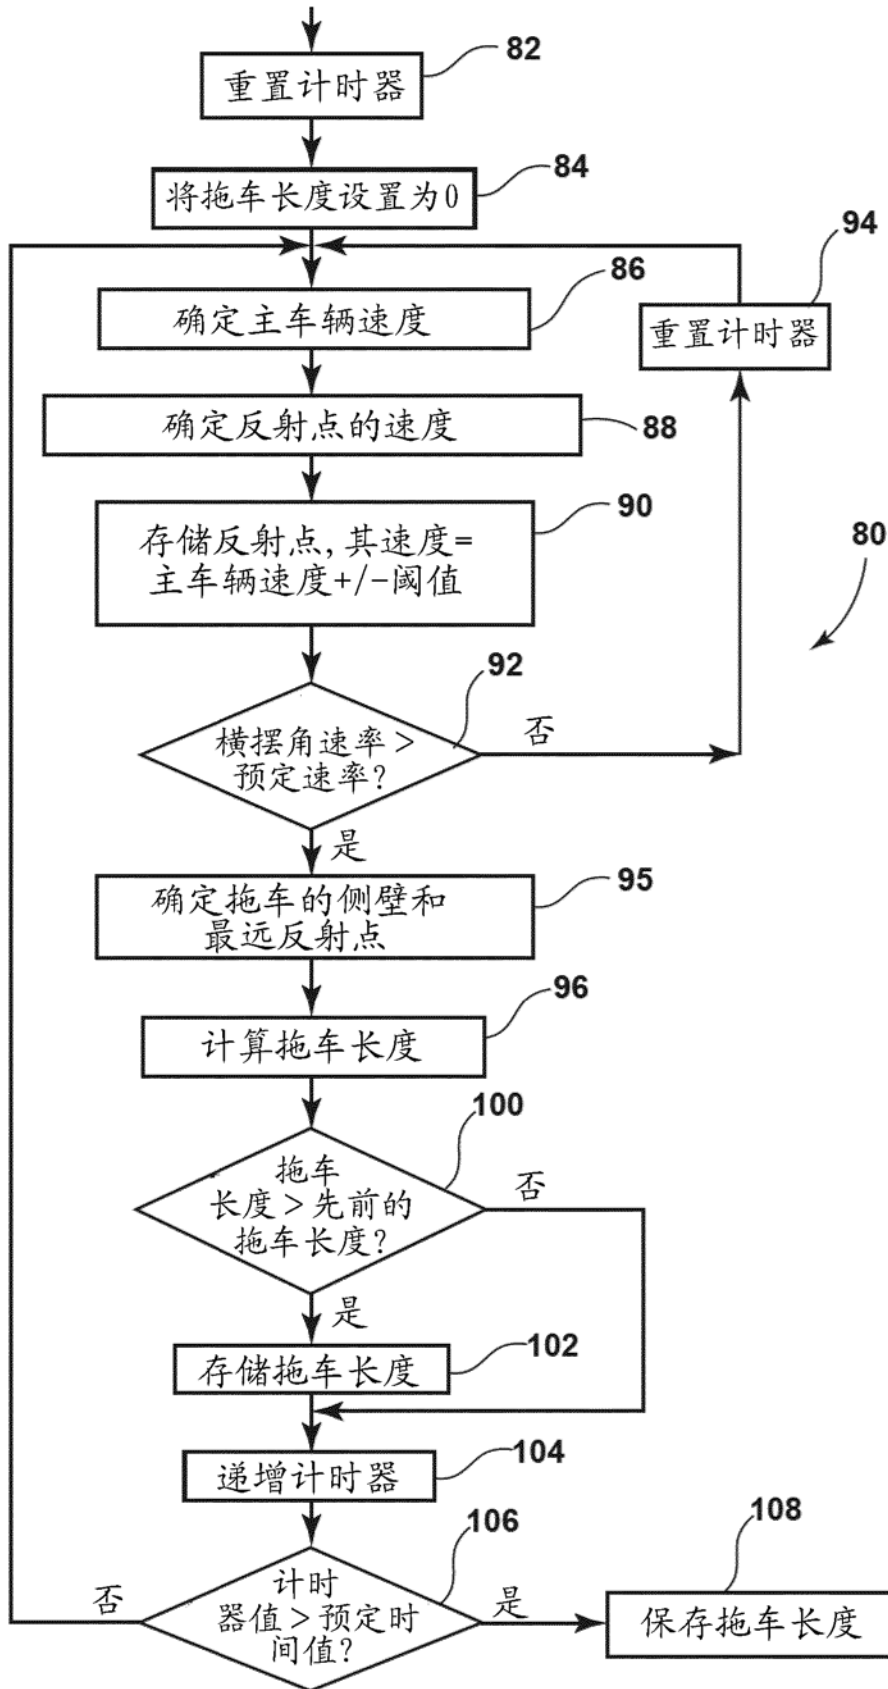 82
重置计时器
84
将拖车长度设置为0
94
86
确定主车辆速度
重置计时器
确定反射点的速度
88
90
存储反射点,其速度=
主车辆速度+/-阈值
80
92
横摆角速率>
预定速率?
否
是
95
确定拖车的侧壁和
最远反射点
96
计算拖车长度
100
拖车
长度>先前的
拖车长度?
否
是
102
存储拖车长度
104
递增计时器
106
108
计时
器值>预定时
间值?
否
是
保存拖车长度